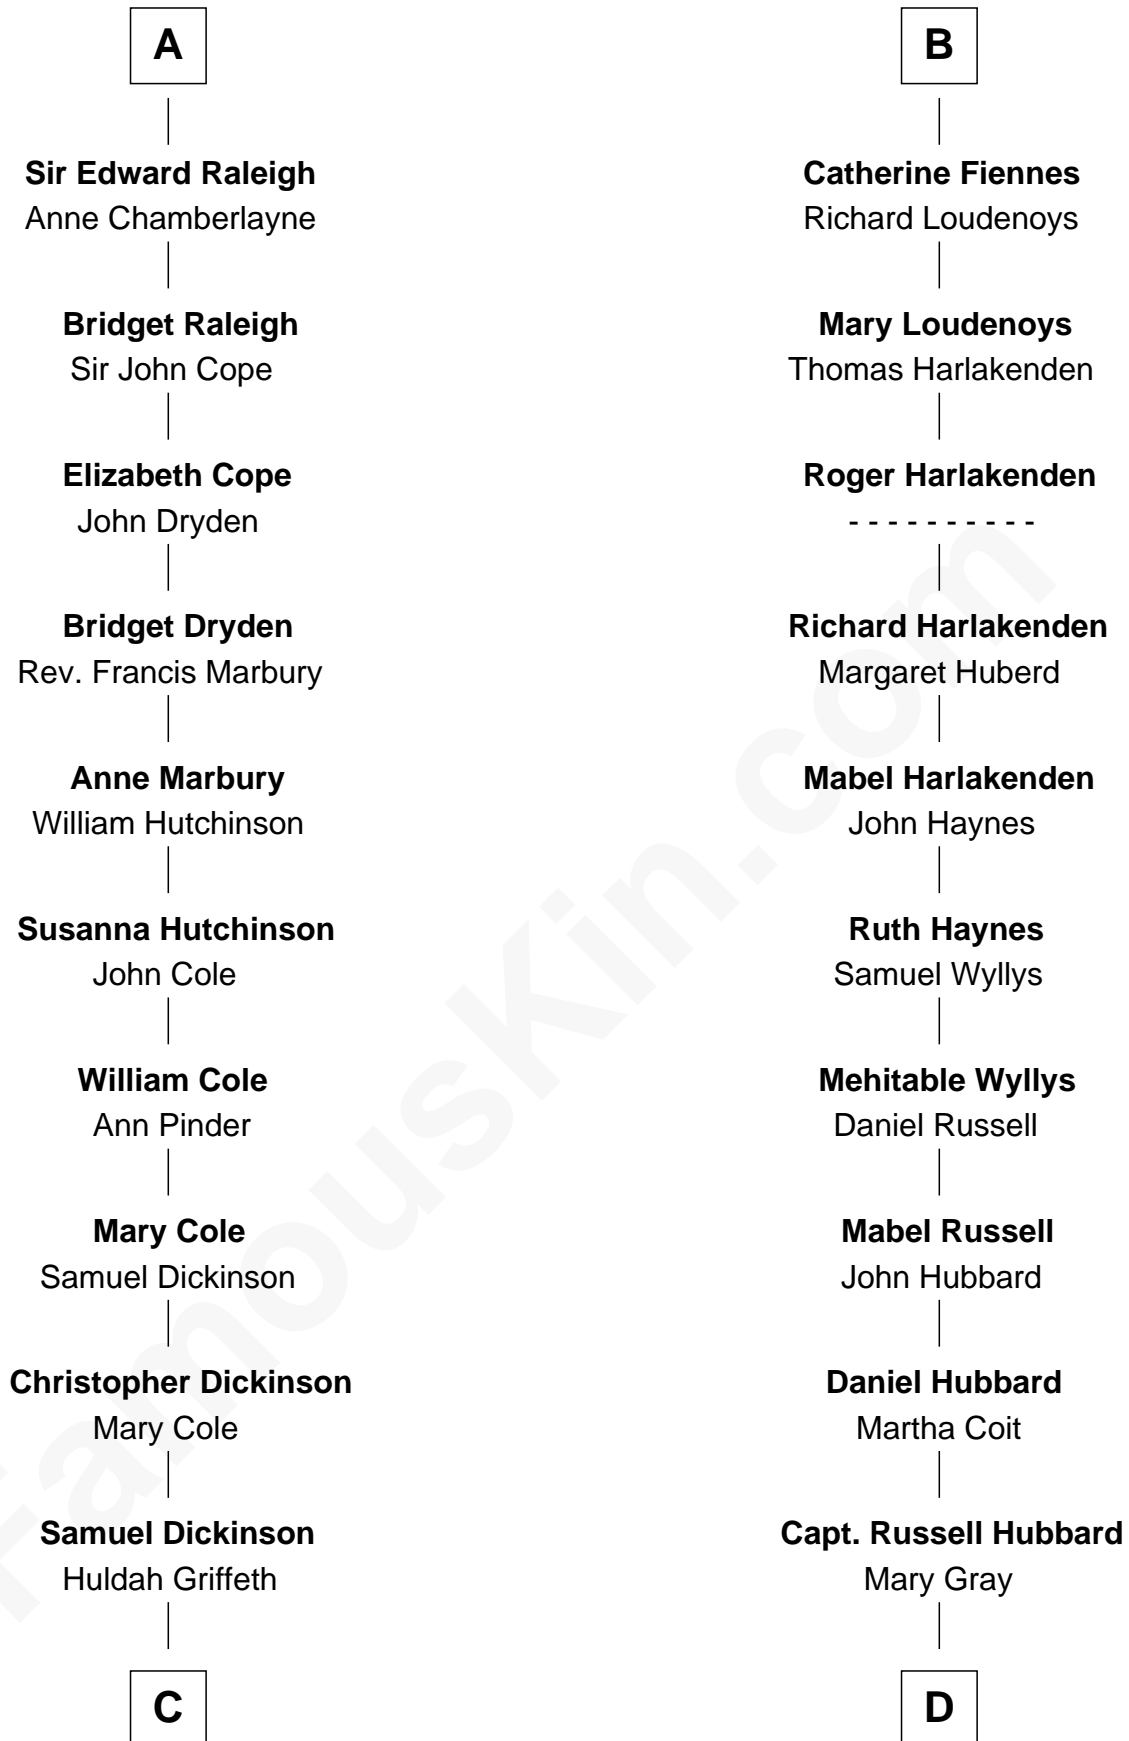 A
Sir Edward Raleigh
Anne Chamberlayne
Bridget Raleigh
Sir John Cope
Elizabeth Cope
John Dryden
Bridget Dryden
Rev. Francis Marbury
Anne Marbury
William Hutchinson
Susanna Hutchinson
John Cole
William Cole
Ann Pinder
Mary Cole
Samuel Dickinson
Christopher Dickinson
Mary Cole
Samuel Dickinson
Huldah Griffeth
C
B
Catherine Fiennes
Richard Loudenoys
Mary Loudenoys
Thomas Harlakenden
Roger Harlakenden
- - - - - - - - - -
Richard Harlakenden
Margaret Huberd
Mabel Harlakenden
John Haynes
Ruth Haynes
Samuel Wyllys
Mehitable Wyllys
Daniel Russell
Mabel Russell
John Hubbard
Daniel Hubbard
Martha Coit
Capt. Russell Hubbard
Mary Gray
D
FamousKin.com